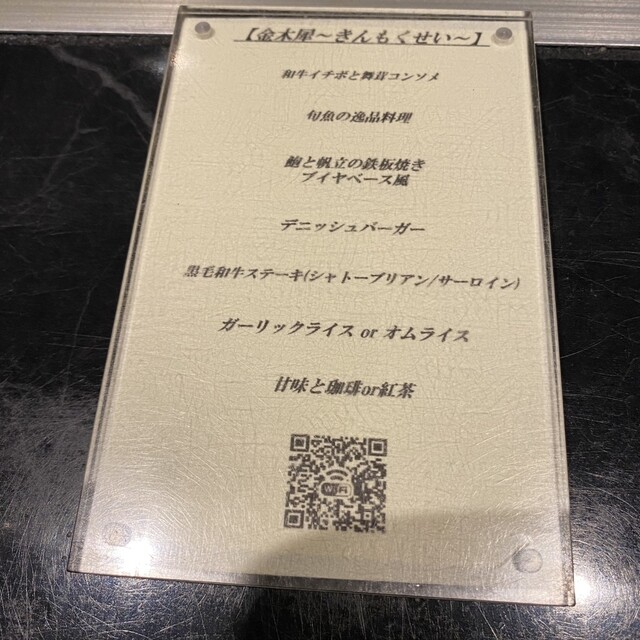 【金木犀~きんもくせい~】
和牛イチボと舞茸コンソメ
旬魚の逸品料理
鮑と帆立の鉄板焼き
ブイヤベース風
デニッシュバーガー
黒毛和牛ステーキ(シャトーブリアン/サーロイン)
ガーリックライス or オムライス
甘味と珈琲or紅茶